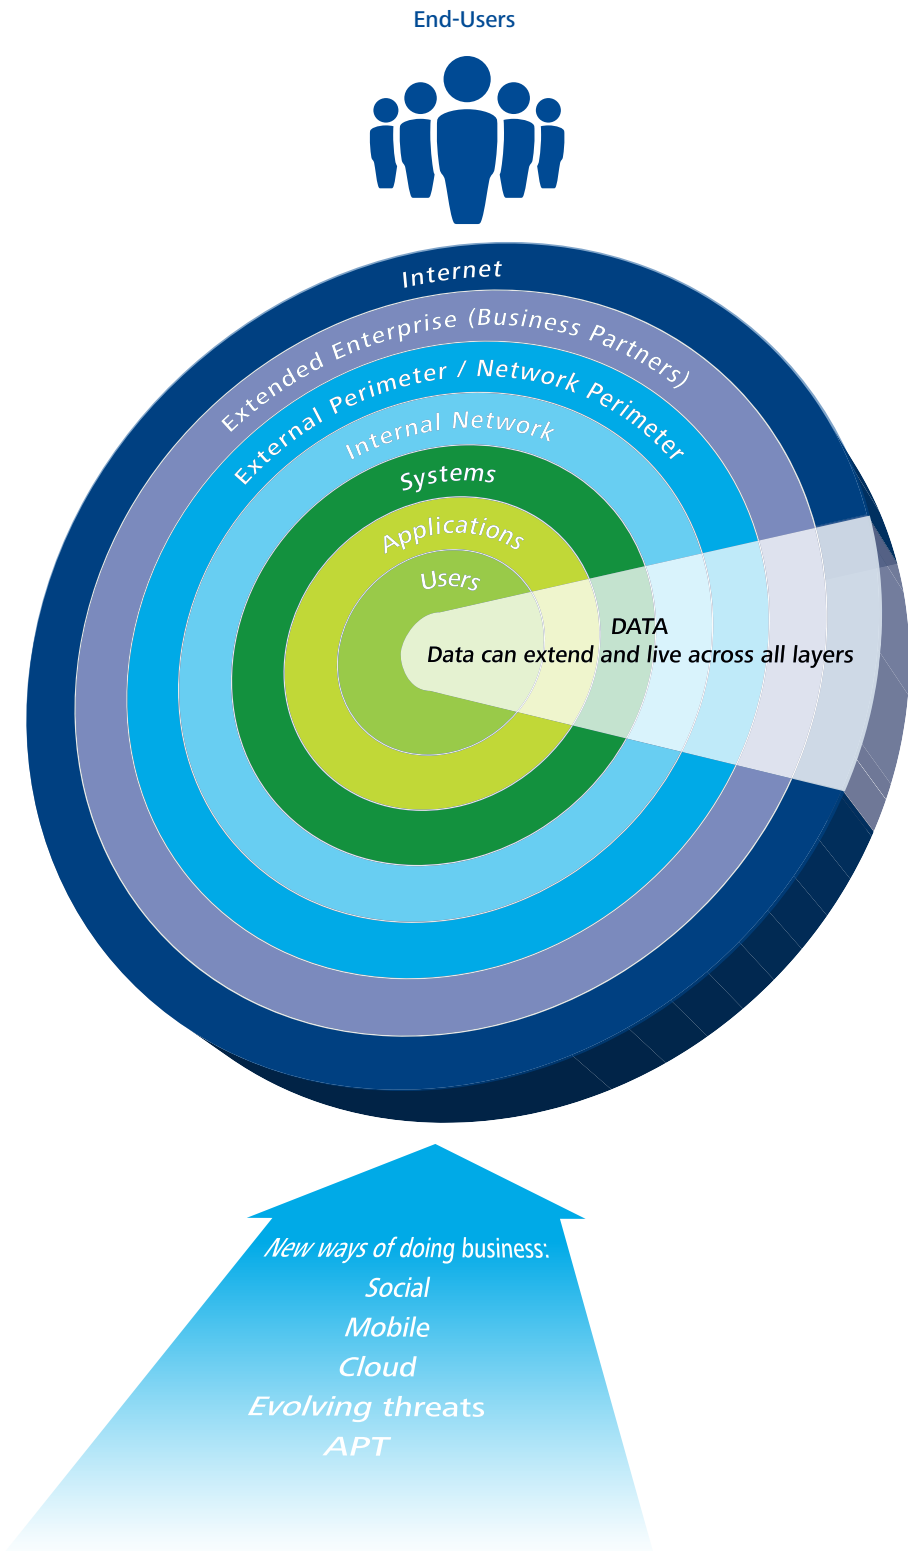 End-Users
Internet
Extended Enterprise (Business Partners)
External Perimeter / Network Perimeter
Internal Network
Systems
Applications
Users
DATA
Data can extend and live across all layers
New ways of doing business:
Social
Mobile
Cloud
Evolving threats
APT